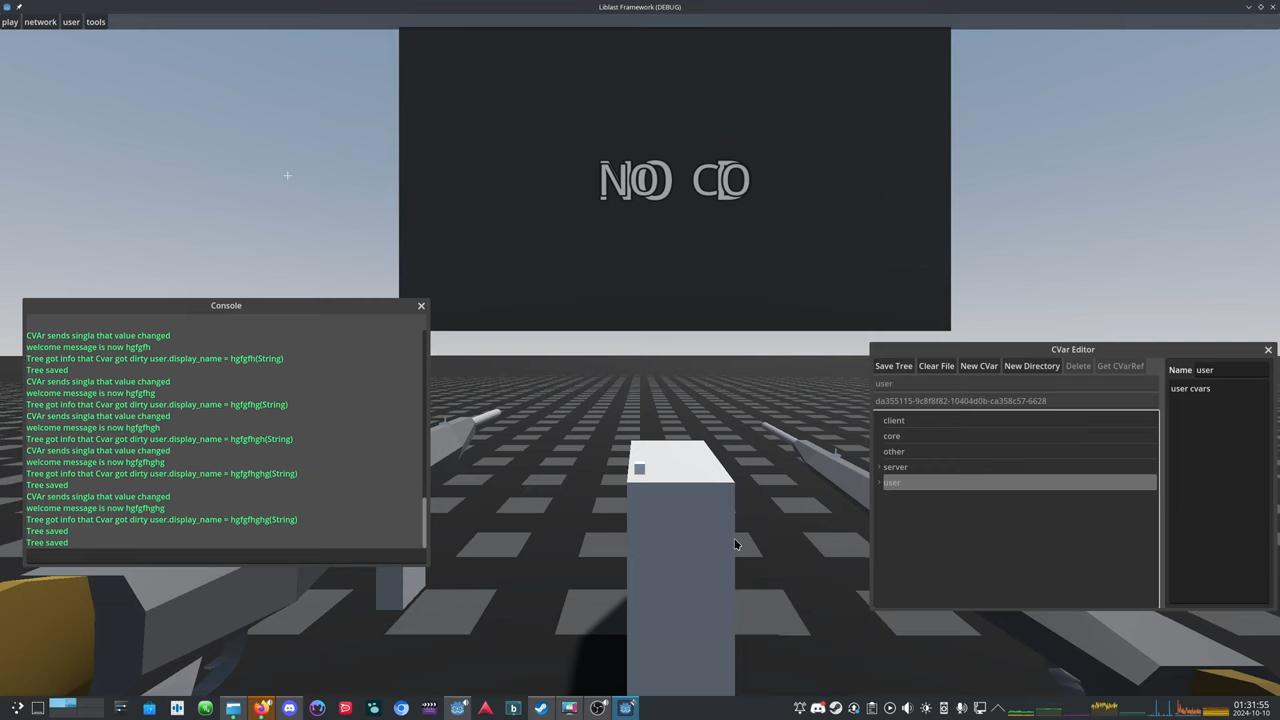 Liblast Framework (DEBUG)
play network user tools
Console
CVAr sends singla that value changed
welcome message is now hgfgfh
Tree got info that Cvar got dirty user.display_name = hgfgfh(String)
Tree saved
CVAr sends singla that value changed
welcome message is now hgfgfhg
Tree got info that Cvar got dirty user.display_name = hgfgfhg(String)
CVAr sends singla that value changed
welcome message is now hgfgfhgh
Tree got info that Cvar got dirty user.display_name = hgfgfhgh(String)
CVAr sends singla that value changed
welcome message is now hgfgfhghg
Tree got info that Cvar got dirty user.display_name = hgfgfhghg(String)
Tree saved
CVAr sends singla that value changed
welcome message is now hgfgfhghg
Tree got info that Cvar got dirty user.display_name = hgfgfhghg(String)
Tree saved
Tree saved
CVar Editor
Save Tree Clear File New CVar New Directory Delete Get CVarRef
user
da355115-9c8f8f82-10404d0b-ca358c57-6628
client
core
other
server
user
Name user
user cvars
01:31:55
2024-10-10